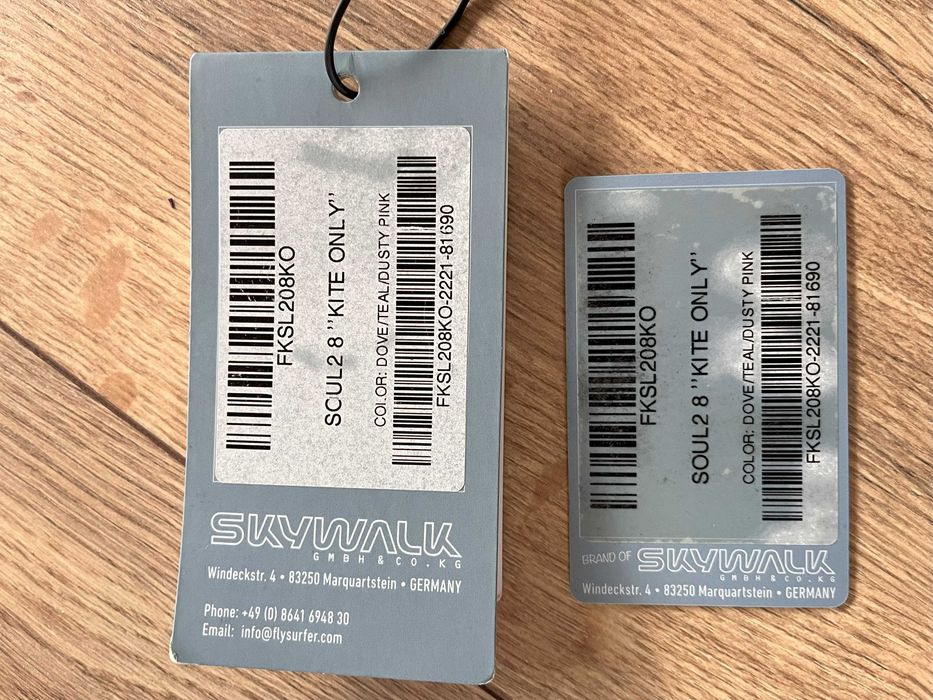 FKSL208KO
SOUL2 8 ”KITE ONLY”
COLOR: DOVE/TEAL/DUSTY PINK
FKSL208KO-2221-81690
SKYWALK
GMBH & CO. KG
Windeckstr. 4 • 83250 Marquartstein • GERMANY
Phone: +49 (0) 8641 6948 30
Email: info@flysurfer.com
FKSL208KO
SOUL2 8 ”KITE ONLY”
COLOR: DOVE/TEAL/DUSTY PINK
FKSL208KO-2221-81690
BRAND OF SKYWALK
GMBH & CO. KG
Windeckstr. 4 • 83250 Marquartstein • GERMANY